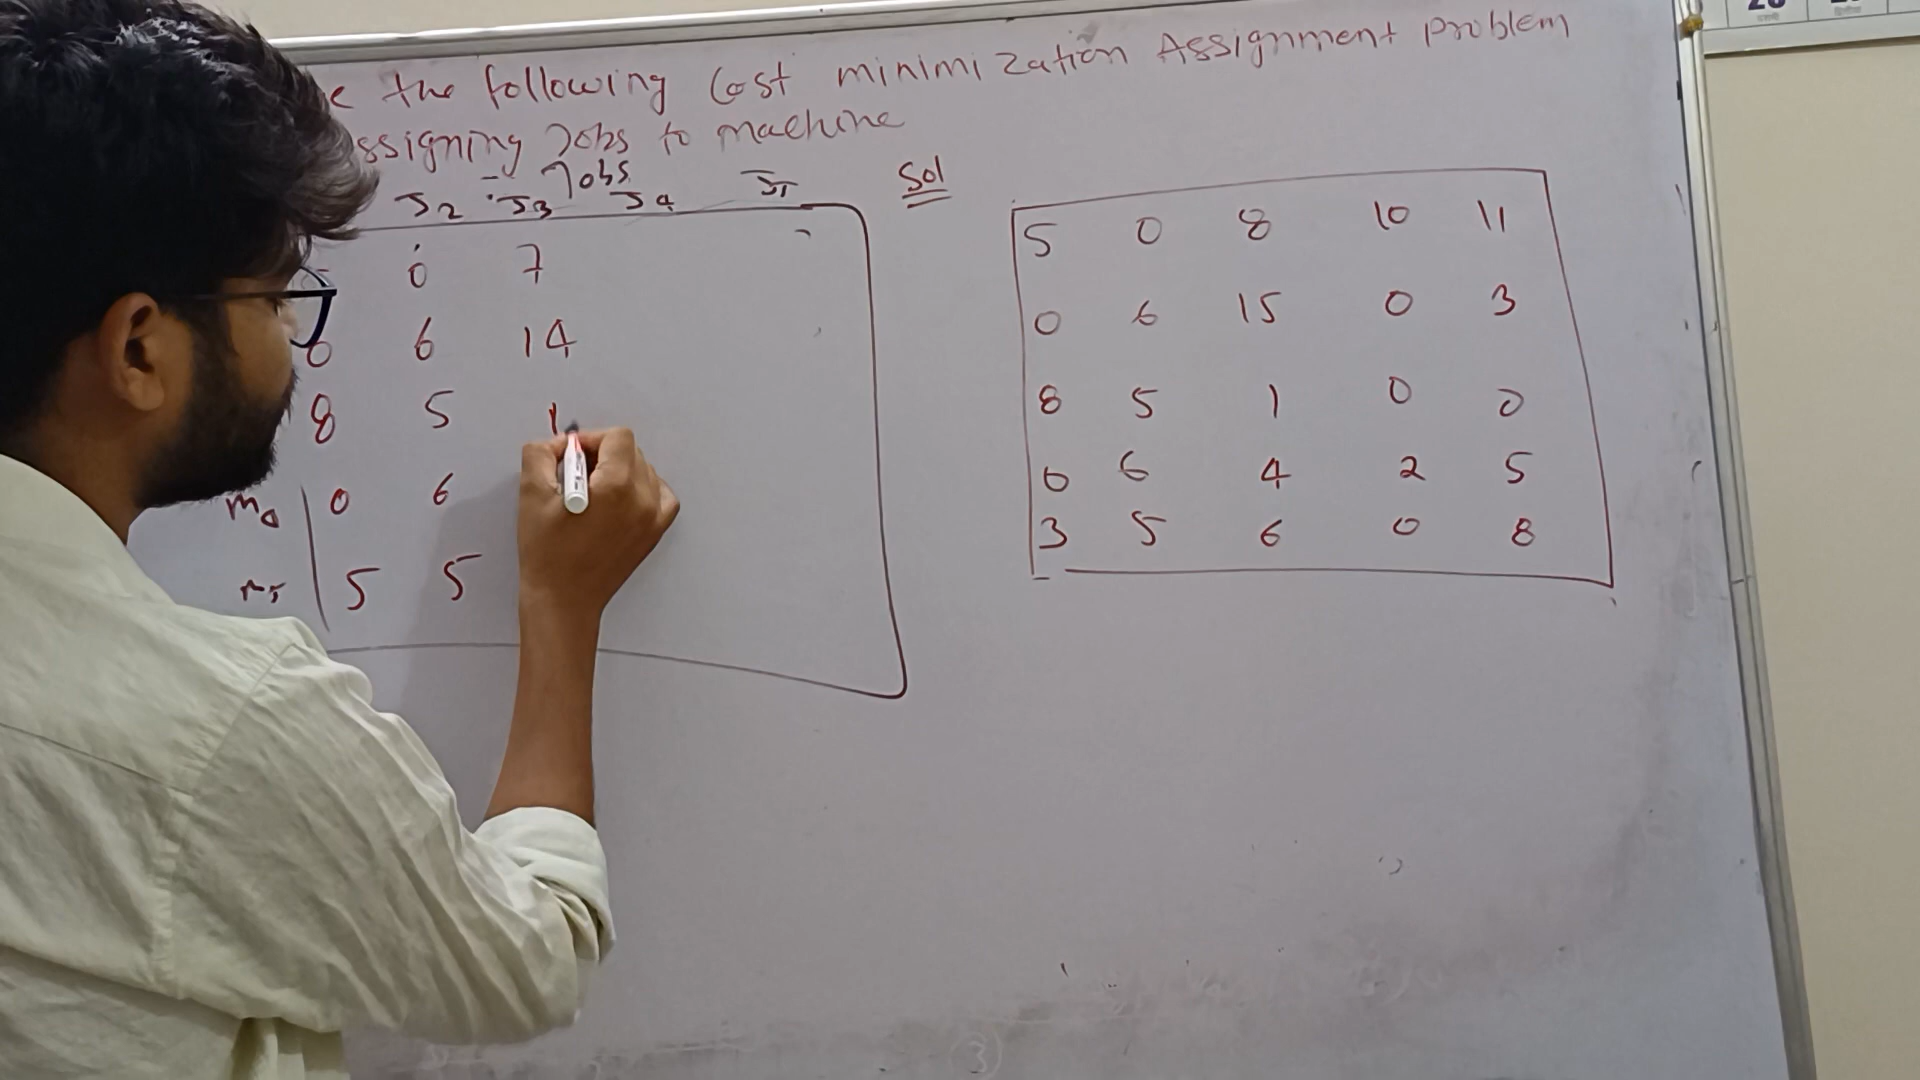 the following Cost minimization Assignment problem
ssigning Jobs to machine
Jobs
J2 J3 J4 J5
0 7
0 6 14
8 5 1
m4 0 6
m5 5 5
Sol
5 0 8 10 11
0 6 15 0 3
8 5 1 0 0
0 6 4 2 5
3 5 6 0 8